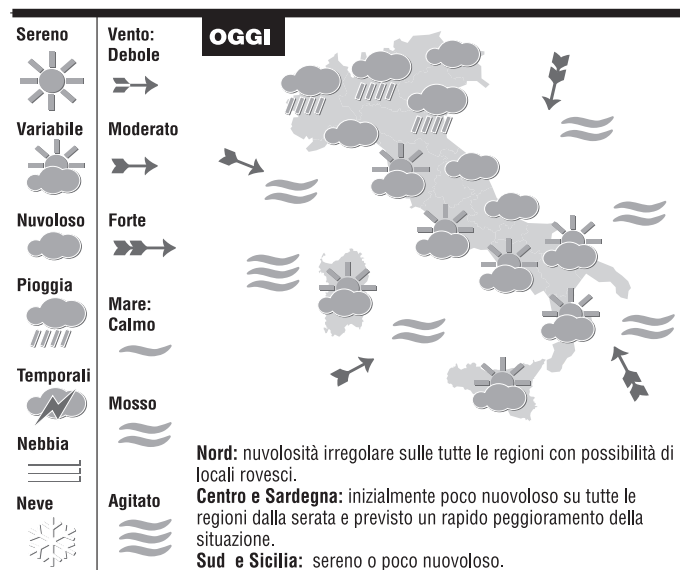 Sereno
Variabile
Nuvoloso
Pioggia
Temporali
Nebbia
Neve
Vento:
Debole
Moderato
Forte
Mare:
Calmo
Mosso
Agitato
OGGI
Nord: nuvolosità irregolare sulle tutte le regioni con possibilità di
locali rovesci.
Centro e Sardegna: inizialmente poco nuovoloso su tutte le
regioni dalla serata e previsto un rapido peggioramento della
situazione.
Sud e Sicilia: sereno o poco nuovoloso.